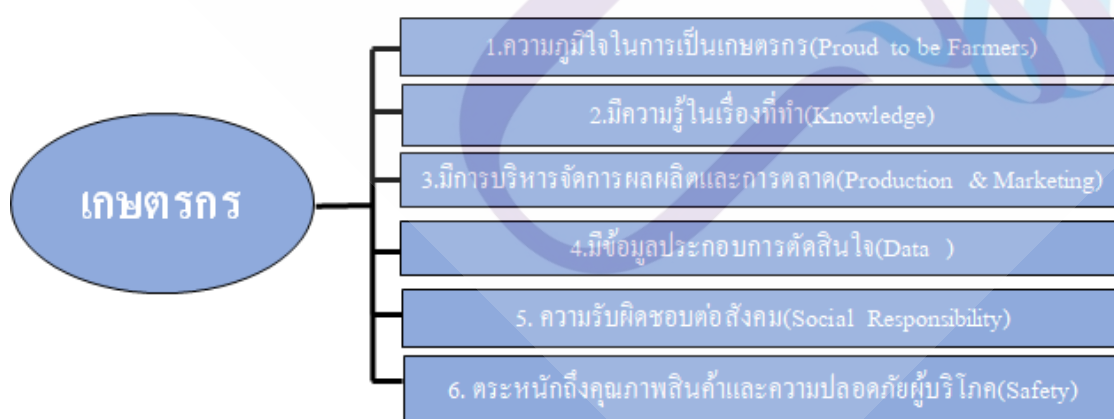 1.ความภูมิใจในการเป็นเกษตรกร(Proud to be Farmers)
2.มีความรู้ในเรื่องที่ทำ(Knowledge)
เกษตรกร
3.มีการบริหารจัดการผลผลิตและการตลาด(Production & Marketing)
4.มีข้อมูลประกอบการตัดสินใจ(Data )
5. ความรับผิดชอบต่อสังคม(Social Responsibility)
6. ตระหนักถึงคุณภาพสินค้าและความปลอดภัยผู้บริโภค(Safety)